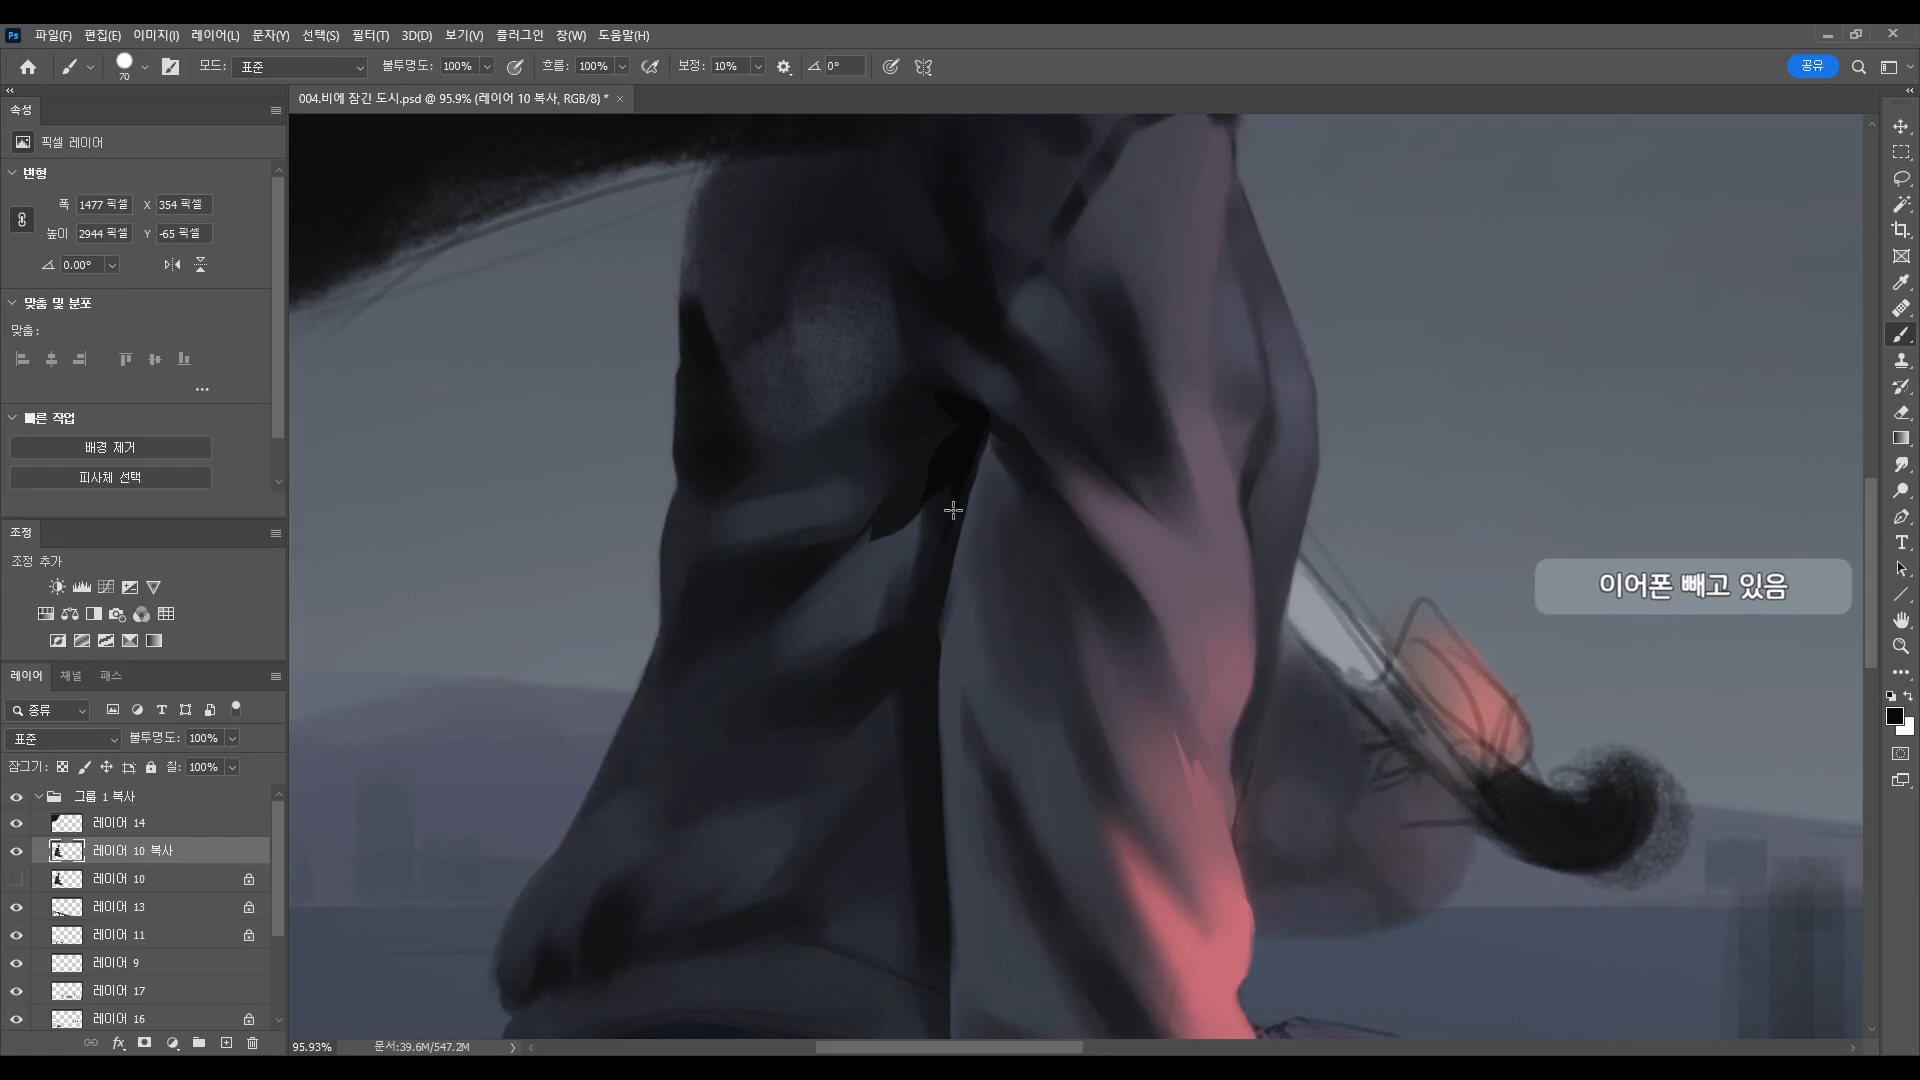 Ps 파일(F) 편집(E) 이미지(I) 레이어(L) 문자(Y) 선택(S) 필터(T) 3D(D) 보기(V) 플러그인 창(W) 도움말(H)
70 모드: 표준 불투명도: 100% 흐름: 100% 보정: 10% 0° 공유
004.비에 잠긴 도시.psd @ 95.9% (레이어 10 복사, RGB/8) *
속성
픽셀 레이어
변형
폭 1477 픽셀 X 354 픽셀
높이 2944 픽셀 Y -65 픽셀
0.00°
맞춤 및 분포
맞춤:
빠른 작업
배경 제거
피사체 선택
조정
조정 추가
레이어 채널 패스
종류
표준 불투명도: 100%
잠그기: 칠: 100%
그룹 1 복사
레이어 14
레이어 10 복사
레이어 10
레이어 13
레이어 11
레이어 9
레이어 17
레이어 16
이어폰 빼고 있음
95.93% 문서:39.6M/547.2M